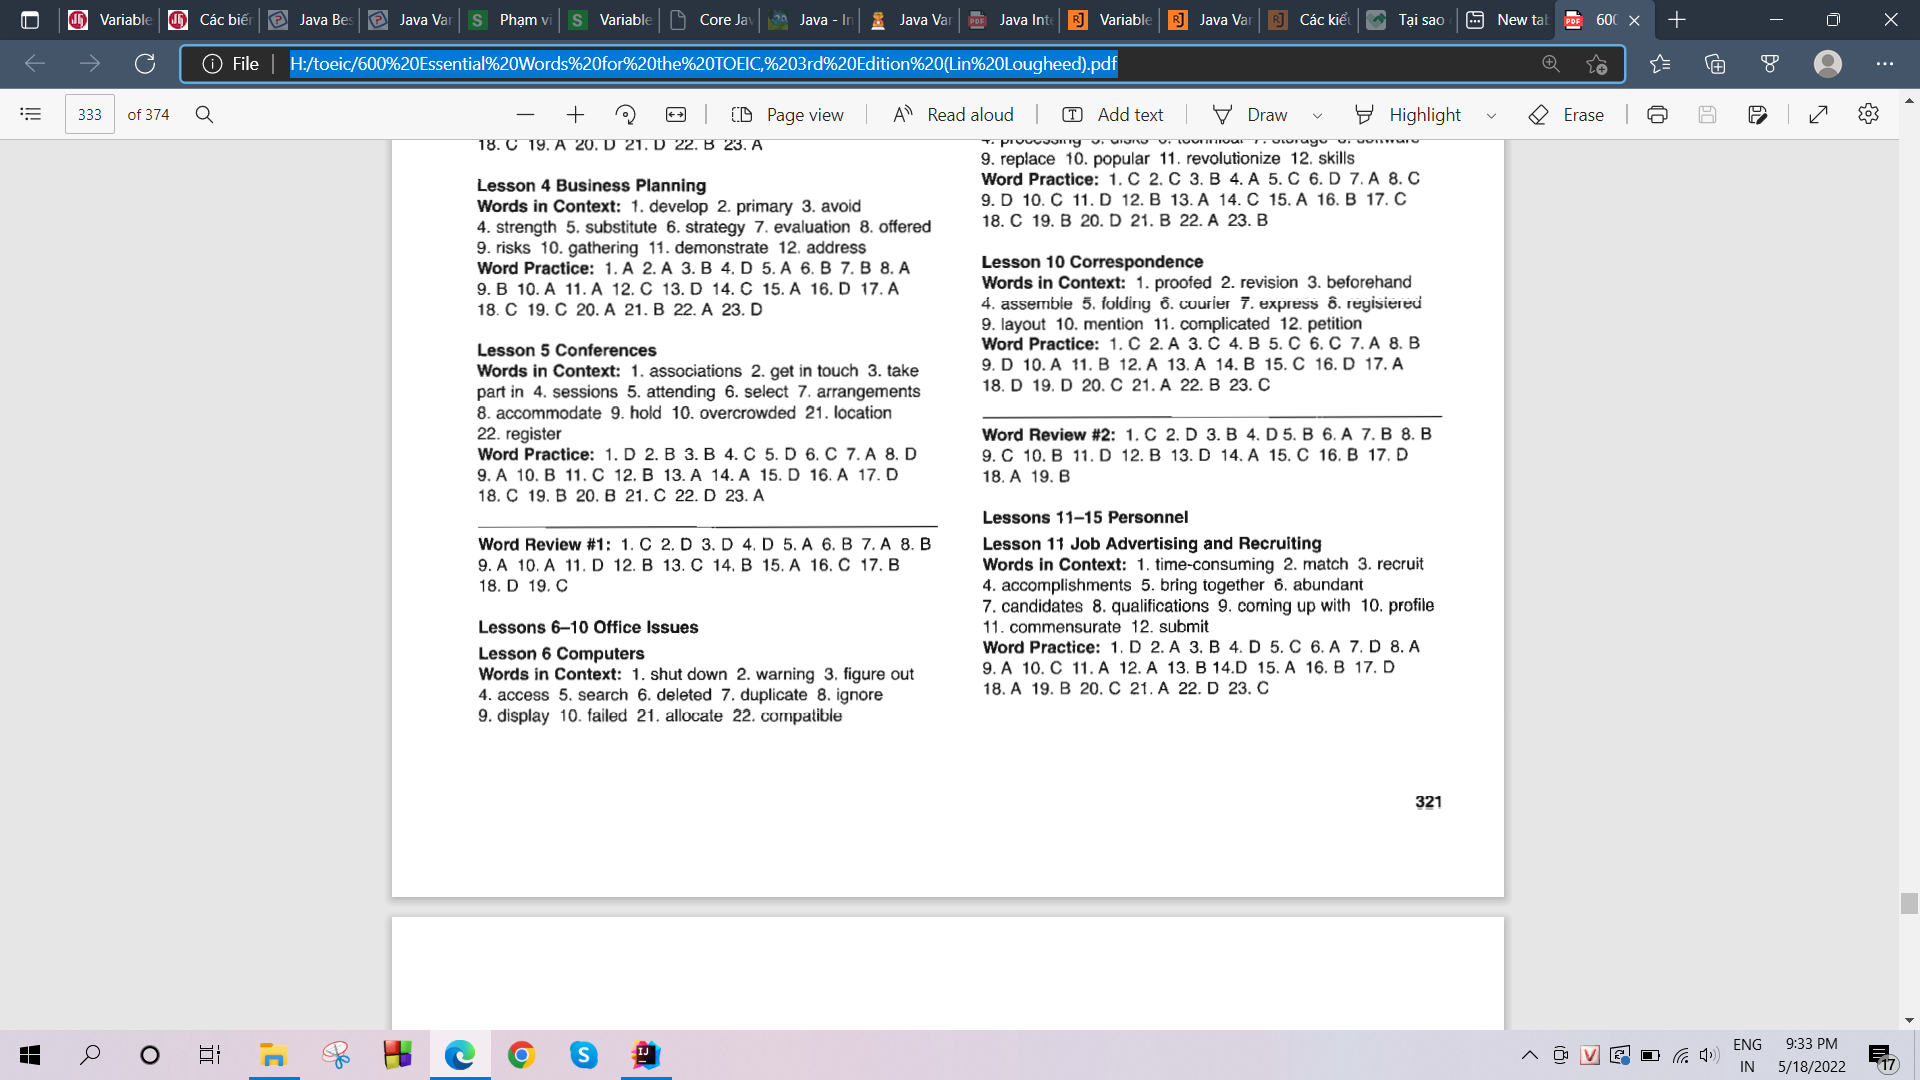 Variable
Các biến
Java Bes
Java Var
Phạm vi
Variable
Core Jav
Java - In
Java Var
Java Inte
Variable
Java Var
Các kiểu
Tại sao
New tab
600
File
H:/toeic/600%20Essential%20Words%20for%20the%20TOEIC,%203rd%20Edition%20(Lin%20Lougheed).pdf
333 of 374
Page view
Read aloud
Add text
Draw
Highlight
Erase
18. C 19. A 20. D 21. D 22. B 23. A
Lesson 4 Business Planning
Words in Context: 1. develop 2. primary 3. avoid
4. strength 5. substitute 6. strategy 7. evaluation 8. offered
9. risks 10. gathering 11. demonstrate 12. address
Word Practice: 1. A 2. A 3. B 4. D 5. A 6. B 7. B 8. A
9. B 10. A 11. A 12. C 13. D 14. C 15. A 16. D 17. A
18. C 19. C 20. A 21. B 22. A 23. D
Lesson 5 Conferences
Words in Context: 1. associations 2. get in touch 3. take
part in 4. sessions 5. attending 6. select 7. arrangements
8. accommodate 9. hold 10. overcrowded 21. location
22. register
Word Practice: 1. D 2. B 3. B 4. C 5. D 6. C 7. A 8. D
9. A 10. B 11. C 12. B 13. A 14. A 15. D 16. A 17. D
18. C 19. B 20. B 21. C 22. D 23. A
Word Review #1: 1. C 2. D 3. D 4. D 5. A 6. B 7. A 8. B
9. A 10. A 11. D 12. B 13. C 14. B 15. A 16. C 17. B
18. D 19. C
Lessons 6–10 Office Issues
Lesson 6 Computers
Words in Context: 1. shut down 2. warning 3. figure out
4. access 5. search 6. deleted 7. duplicate 8. ignore
9. display 10. failed 21. allocate 22. compatible
4. processing 5. disks 6. technical 7. storage 8. software
9. replace 10. popular 11. revolutionize 12. skills
Word Practice: 1. C 2. C 3. B 4. A 5. C 6. D 7. A 8. C
9. D 10. C 11. D 12. B 13. A 14. C 15. A 16. B 17. C
18. C 19. B 20. D 21. B 22. A 23. B
Lesson 10 Correspondence
Words in Context: 1. proofed 2. revision 3. beforehand
4. assemble 5. folding 6. courier 7. express 8. registered
9. layout 10. mention 11. complicated 12. petition
Word Practice: 1. C 2. A 3. C 4. B 5. C 6. C 7. A 8. B
9. D 10. A 11. B 12. A 13. A 14. B 15. C 16. D 17. A
18. D 19. D 20. C 21. A 22. B 23. C
Word Review #2: 1. C 2. D 3. B 4. D 5. B 6. A 7. B 8. B
9. C 10. B 11. D 12. B 13. D 14. A 15. C 16. B 17. D
18. A 19. B
Lessons 11–15 Personnel
Lesson 11 Job Advertising and Recruiting
Words in Context: 1. time-consuming 2. match 3. recruit
4. accomplishments 5. bring together 6. abundant
7. candidates 8. qualifications 9. coming up with 10. profile
11. commensurate 12. submit
Word Practice: 1. D 2. A 3. B 4. D 5. C 6. A 7. D 8. A
9. A 10. C 11. A 12. A 13. B 14.D 15. A 16. B 17. D
18. A 19. B 20. C 21. A 22. D 23. C
321
ENG
IN
9:33 PM
5/18/2022
17